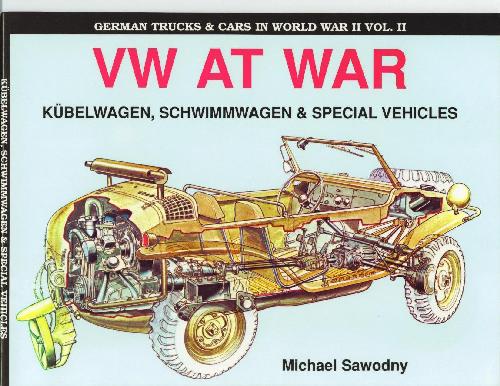 GERMAN TRUCKS & CARS IN WORLD WAR II VOL. II
VW AT WAR
KÜBELWAGEN, SCHWIMMWAGEN & SPECIAL VEHICLES
Michael Sawodny
KÜBELWAGEN, SCHWIMMWAGEN & SPECIAL VEHICLES